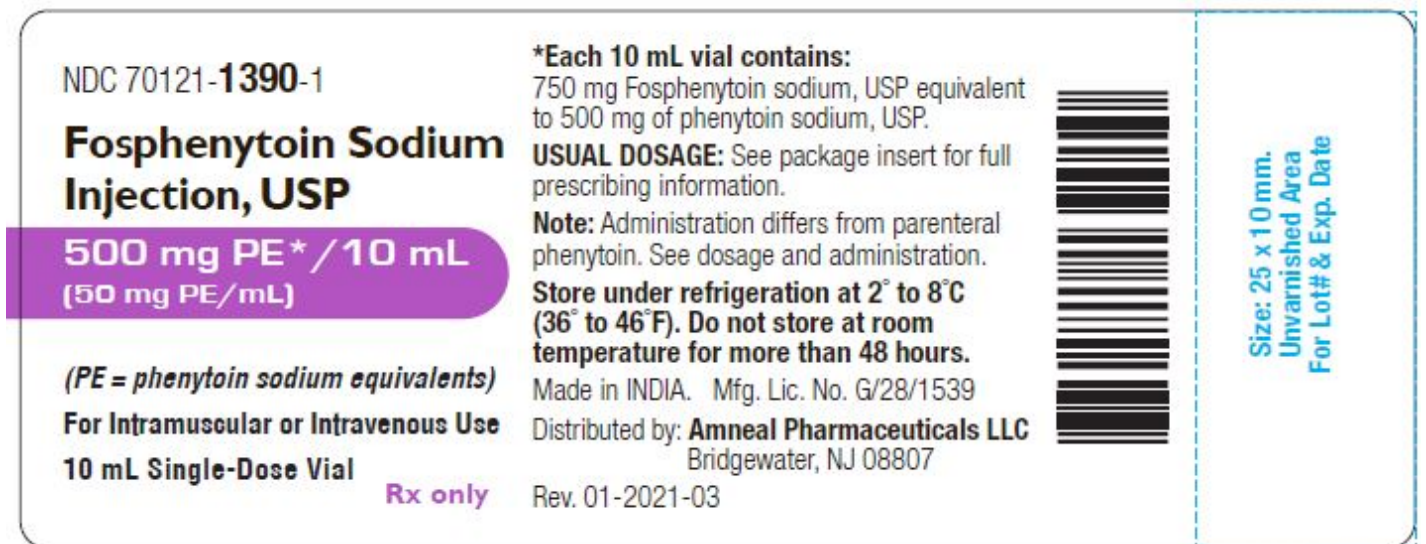 NDC 70121-1390-1
Fosphenytoin Sodium
Injection, USP
500 mg PE*/10 mL
(50 mg PE/mL)
(PE = phenytoin sodium equivalents)
For Intramuscular or Intravenous Use
10 mL Single-Dose Vial
Rx only
*Each 10 mL vial contains:
750 mg Fosphenytoin sodium, USP equivalent
to 500 mg of phenytoin sodium, USP.
USUAL DOSAGE: See package insert for full
prescribing information.
Note: Administration differs from parenteral
phenytoin. See dosage and administration.
Store under refrigeration at 2° to 8°C
(36° to 46°F). Do not store at room
temperature for more than 48 hours.
Made in INDIA. Mfg. Lic. No. G/28/1539
Distributed by: Amneal Pharmaceuticals LLC
Bridgewater, NJ 08807
Rev. 01-2021-03
Size: 25 x 10mm.
Unvarnished Area
For Lot# & Exp. Date